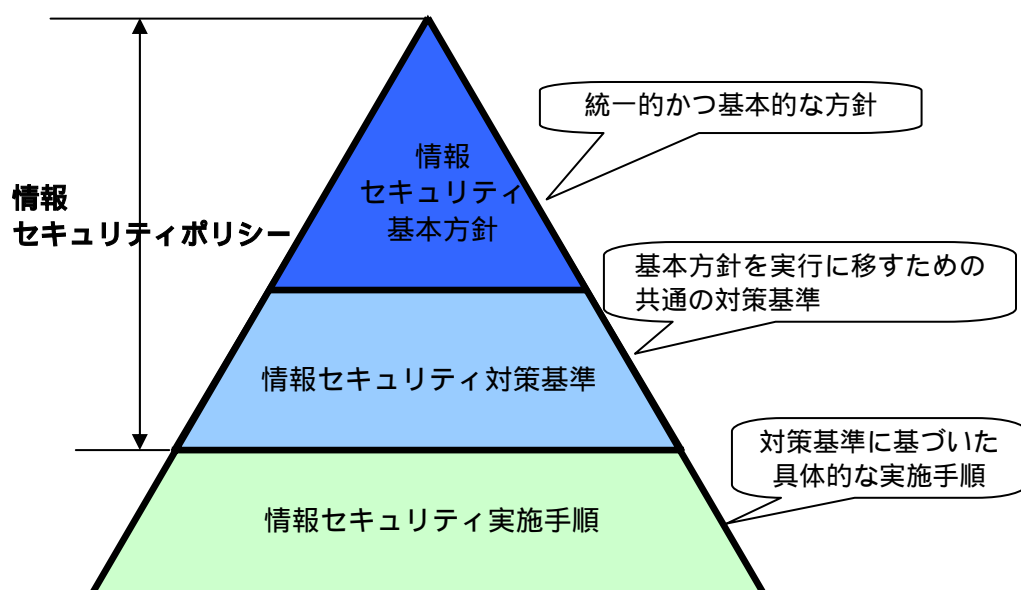 統一的かつ基本的な方針
情報
セキュリティ
基本方針
情報
セキュリティポリシー
基本方針を実行に移すための
共通の対策基準
情報セキュリティ対策基準
対策基準に基づいた
具体的な実施手順
情報セキュリティ実施手順